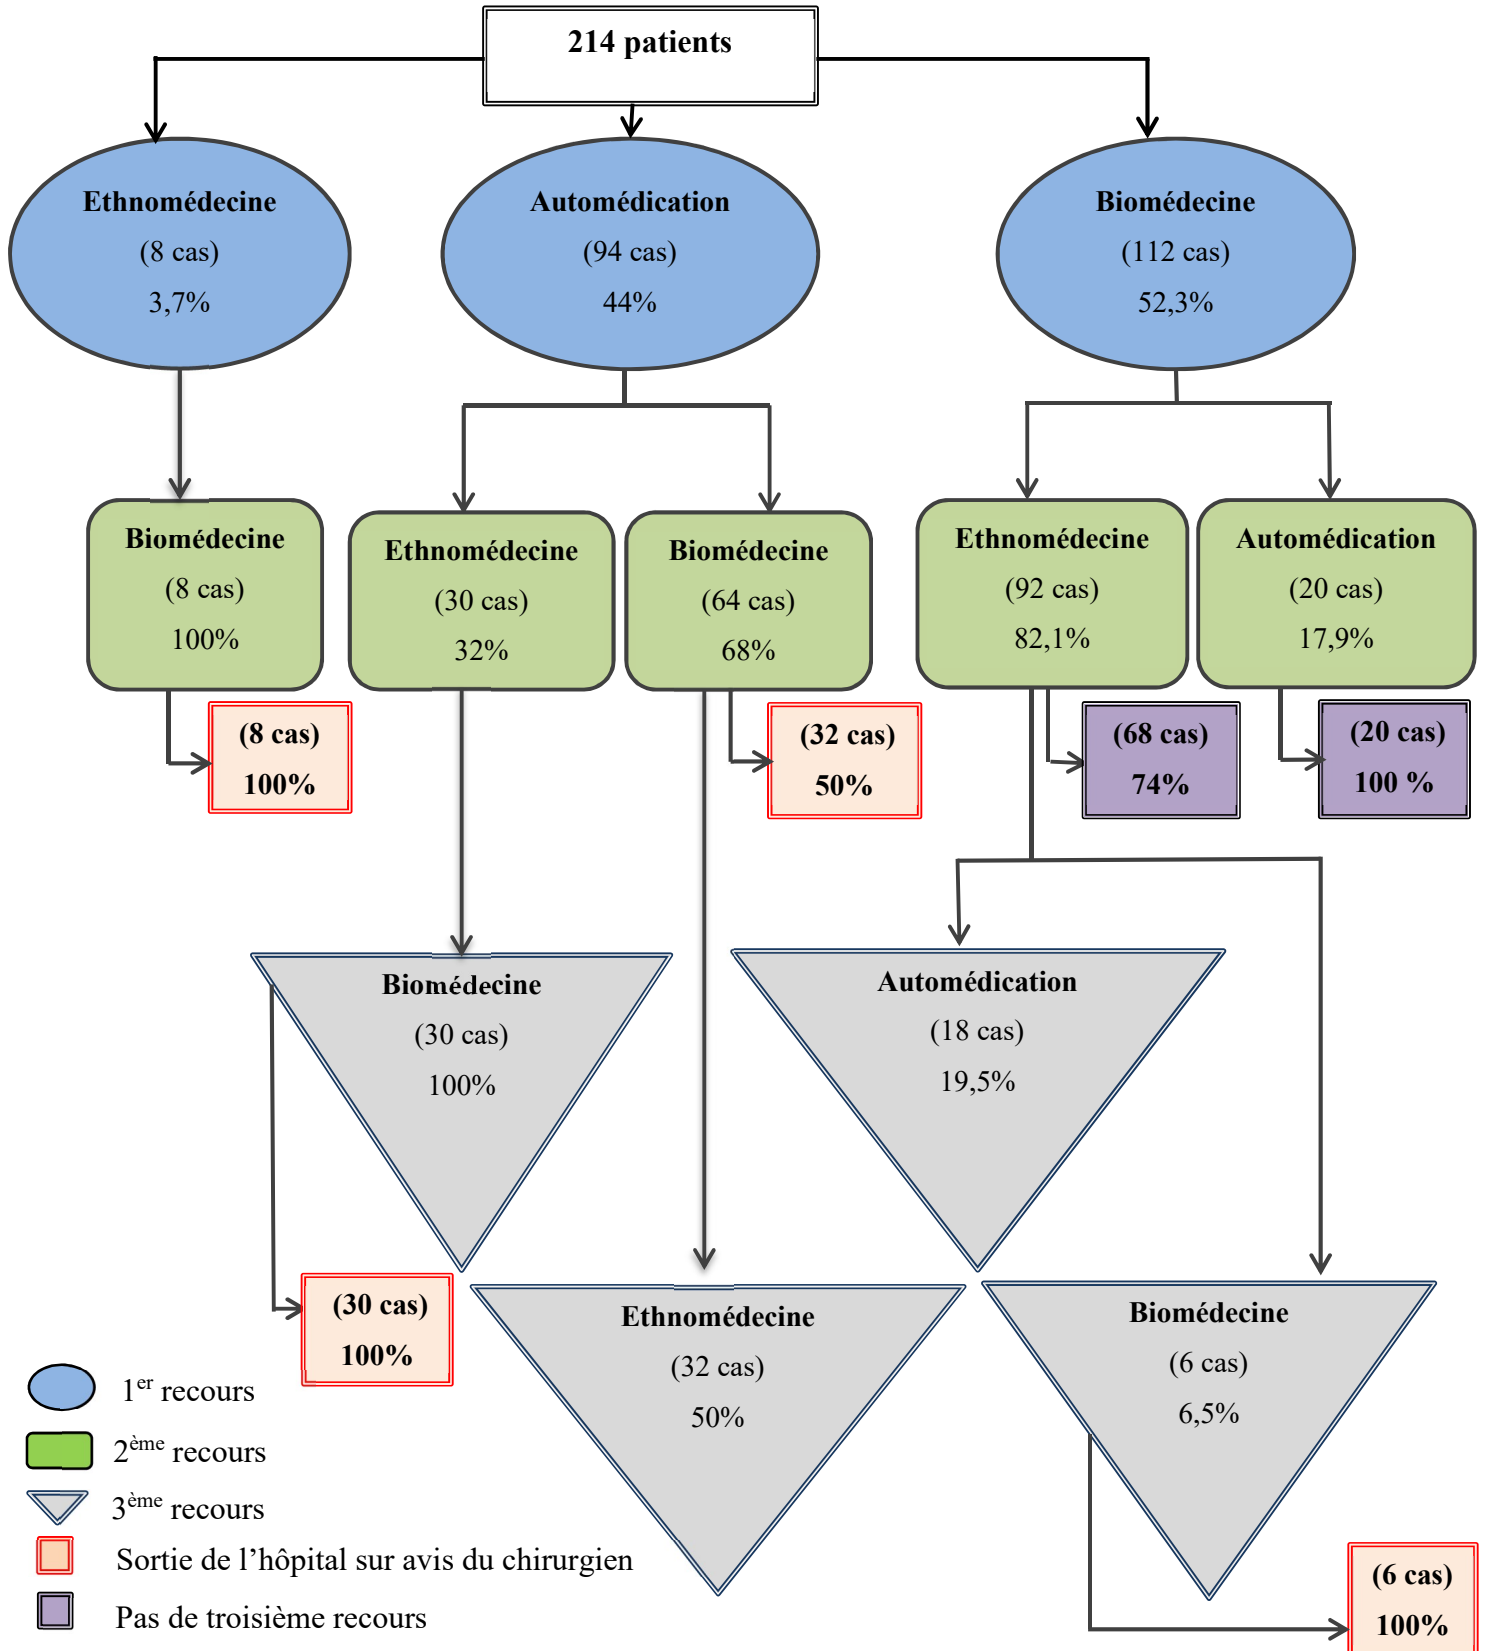 214 patients
Ethnomédecine
(8 cas)
3,7%
Automédication
(94 cas)
44%
Biomédecine
(112 cas)
52,3%
Biomédecine
(8 cas)
100%
Ethnomédecine
(30 cas)
32%
Biomédecine
(64 cas)
68%
Ethnomédecine
(92 cas)
82,1%
Automédication
(20 cas)
17,9%
(8 cas)
100%
(32 cas)
50%
(68 cas)
74%
(20 cas)
100 %
Biomédecine
(30 cas)
100%
Automédication
(18 cas)
19,5%
(30 cas)
100%
Ethnomédecine
(32 cas)
50%
Biomédecine
(6 cas)
6,5%
(6 cas)
100%
1er recours
2ème recours
3ème recours
Sortie de l’hôpital sur avis du chirurgien
Pas de troisième recours